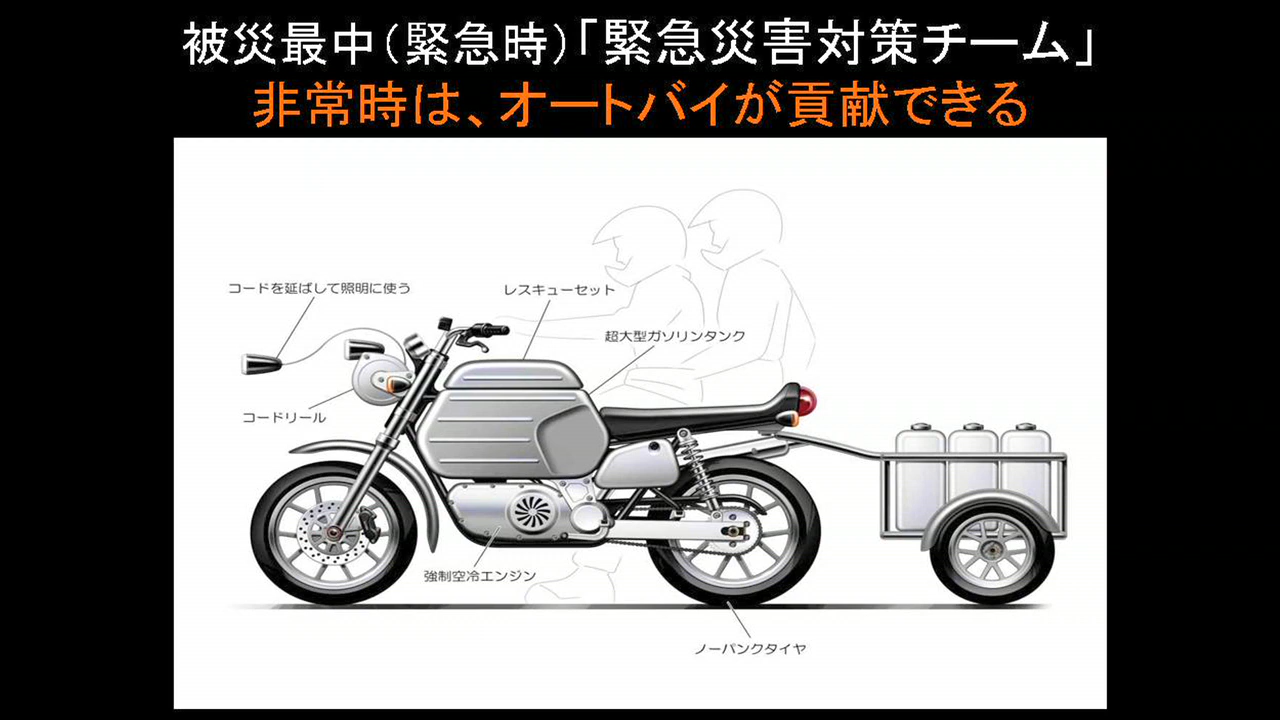 被災最中（緊急時）「緊急災害対策チーム」
非常時は、オートバイが貢献できる
コードを延ばして照明に使う
レスキューセット
超大型ガソリンタンク
コードリール
強制空冷エンジン
ノーパンクタイヤ